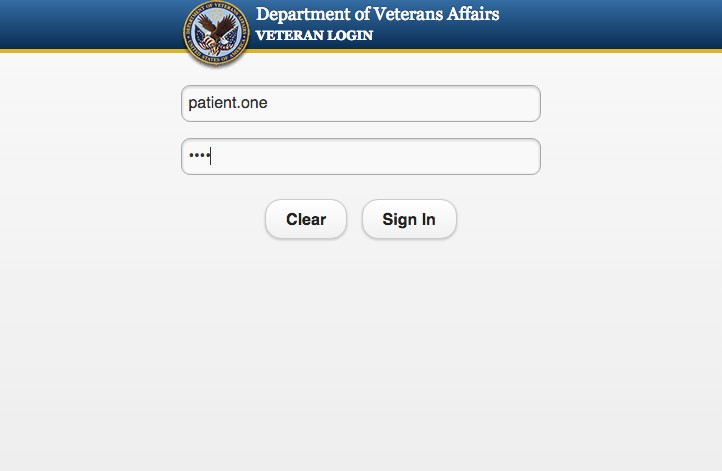 Department of Veterans Affairs
VETERAN LOGIN
patient.one
••••
Clear
Sign In